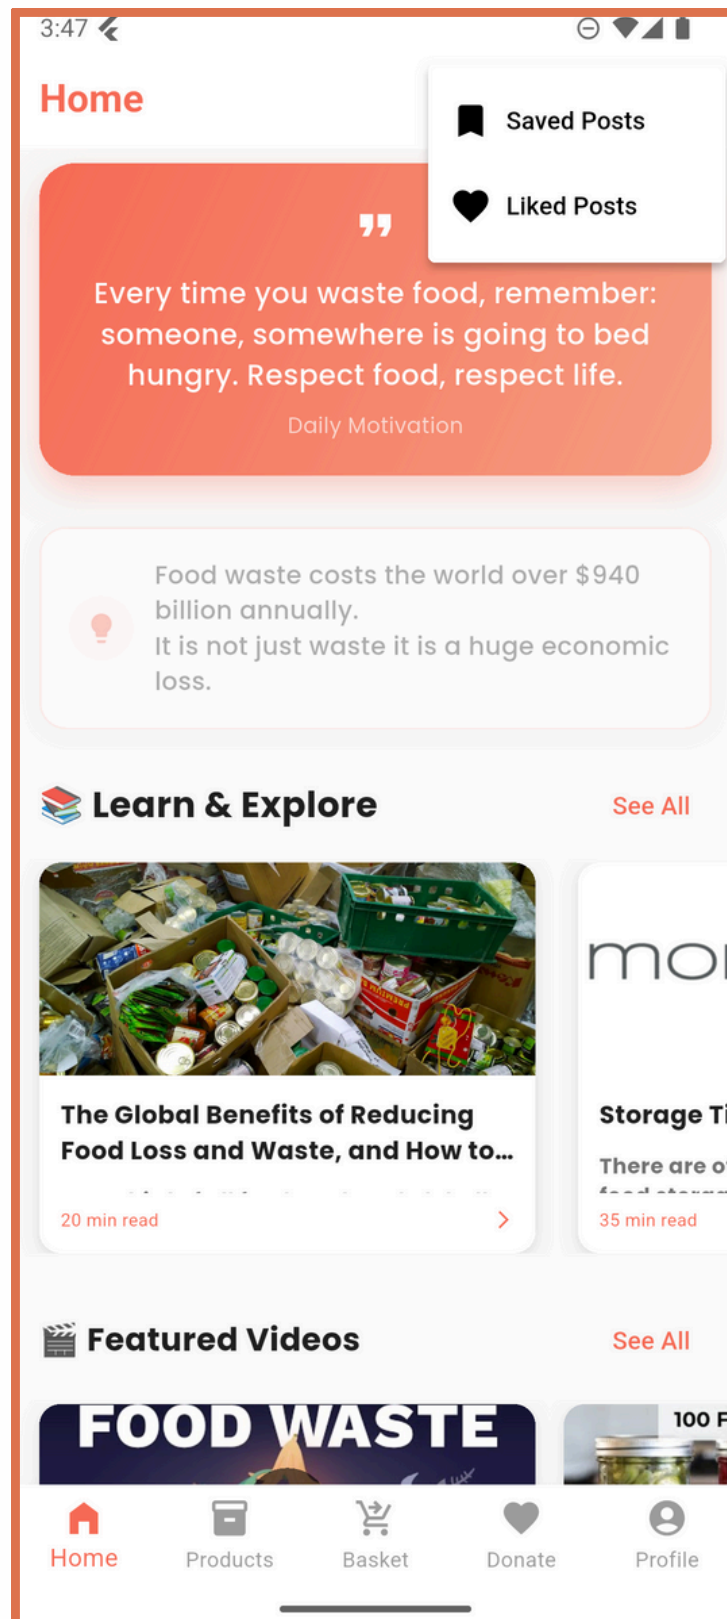 3:47
Home
Saved Posts
Liked Posts
Every time you waste food, remember:
someone, somewhere is going to bed
hungry. Respect food, respect life.
Daily Motivation
Food waste costs the world over $940
billion annually.
It is not just waste it is a huge economic
loss.
Learn & Explore
See All
The Global Benefits of Reducing
Food Loss and Waste, and How to…
20 min read
Storage
There are
35 min read
Featured Videos
See All
FOOD WASTE
100
Home
Products
Basket
Donate
Profile